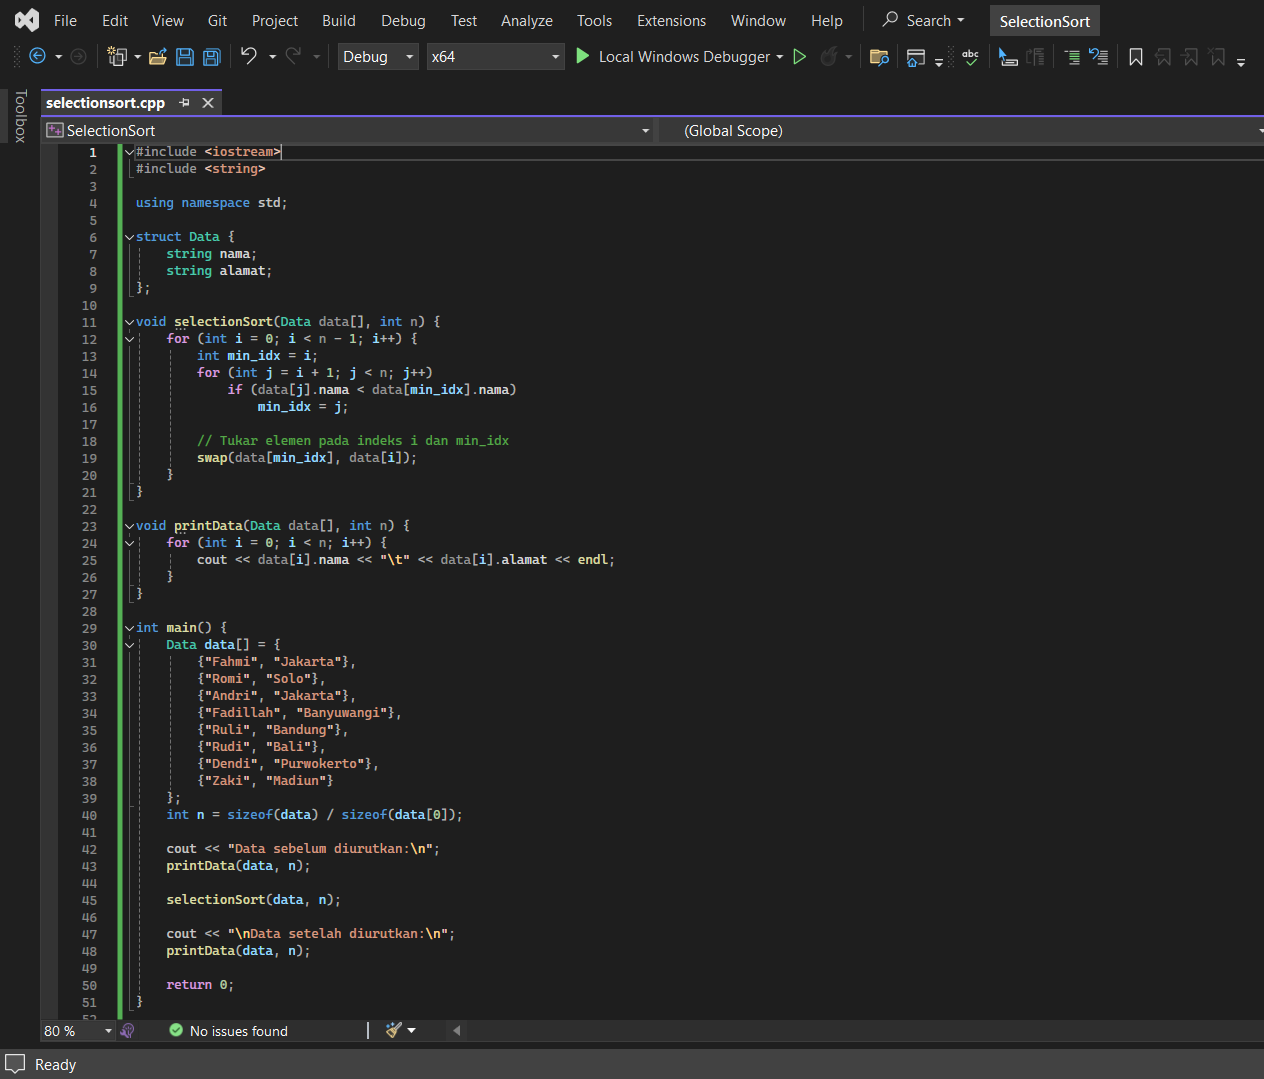 File Edit View Git Project Build Debug Test Analyze Tools Extensions Window Help Search SelectionSort
Debug x64 Local Windows Debugger abc
Toolbox
selectionsort.cpp
SelectionSort (Global Scope)
1 #include <iostream>
2 #include <string>
3
4 using namespace std;
5
6 struct Data {
7 string nama;
8 string alamat;
9 };
10
11 void selectionSort(Data data[], int n) {
12 for (int i = 0; i < n - 1; i++) {
13 int min_idx = i;
14 for (int j = i + 1; j < n; j++)
15 if (data[j].nama < data[min_idx].nama)
16 min_idx = j;
17
18 // Tukar elemen pada indeks i dan min_idx
19 swap(data[min_idx], data[i]);
20 }
21 }
22
23 void printData(Data data[], int n) {
24 for (int i = 0; i < n; i++) {
25 cout << data[i].nama << "\t" << data[i].alamat << endl;
26 }
27 }
28
29 int main() {
30 Data data[] = {
31 {"Fahmi", "Jakarta"},
32 {"Romi", "Solo"},
33 {"Andri", "Jakarta"},
34 {"Fadillah", "Banyuwangi"},
35 {"Ruli", "Bandung"},
36 {"Rudi", "Bali"},
37 {"Dendi", "Purwokerto"},
38 {"Zaki", "Madiun"}
39 };
40 int n = sizeof(data) / sizeof(data[0]);
41
42 cout << "Data sebelum diurutkan:\n";
43 printData(data, n);
44
45 selectionSort(data, n);
46
47 cout << "\nData setelah diurutkan:\n";
48 printData(data, n);
49
50 return 0;
51 }
52
80 % No issues found
Ready